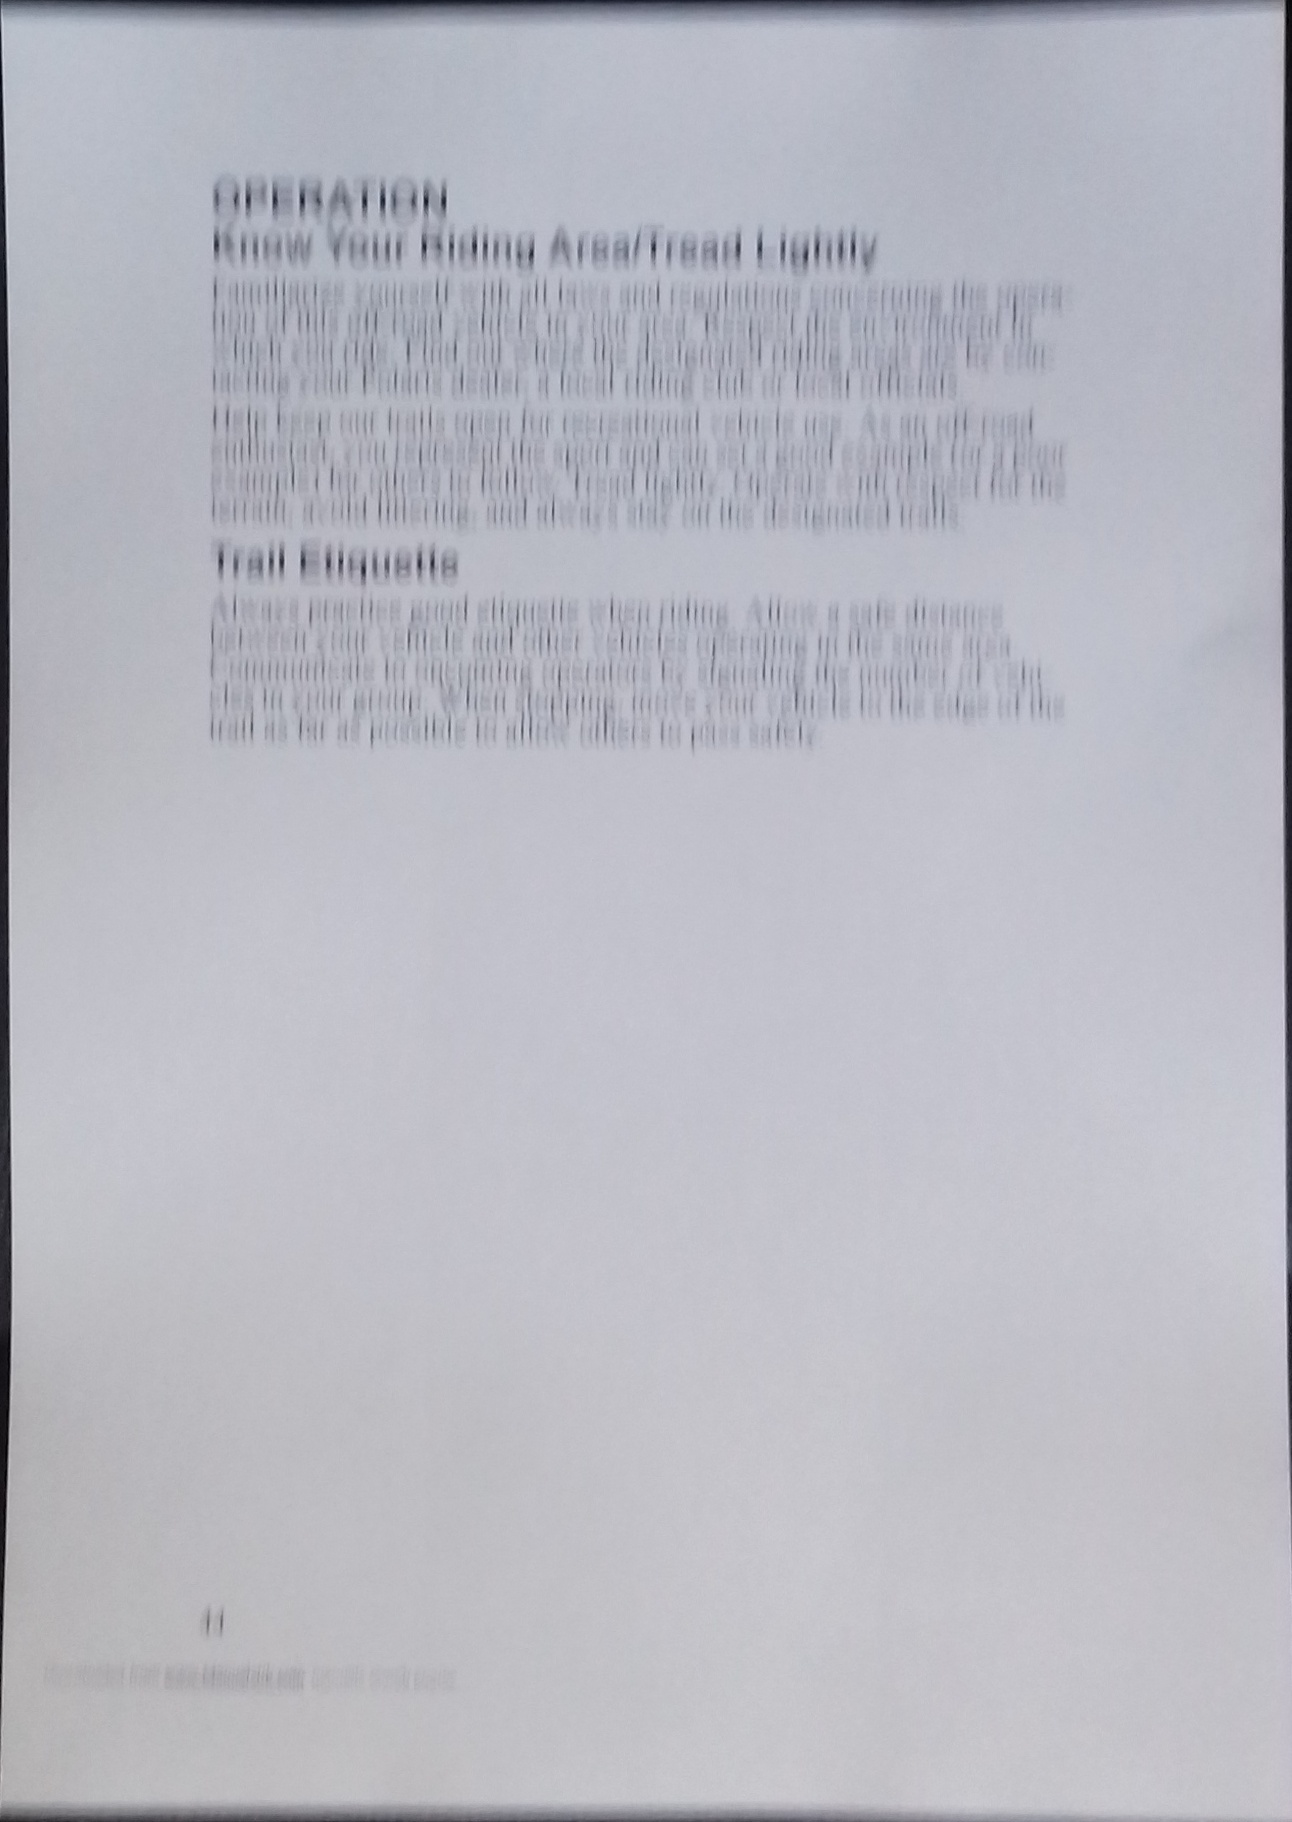 OPERATION
Know Your Riding Area/Tread Lightly
Familiarize yourself with all laws and regulations concerning the opera-
tion of this off-road vehicle in your area. Respect the environment in
which you ride. Find out where the designated riding areas are by con-
tacting your Polaris dealer, a local riding club or local officials.
Help keep our trails open for recreational vehicle use. As an off-road
enthusiast, you represent the sport and can set a good example (or a poor
example) for others to follow. Tread lightly. Operate with respect for the
terrain, avoid littering, and always stay on the designated trails.
Trail Etiquette
Always practice good etiquette when riding. Allow a safe distance
between your vehicle and other vehicles operating in the same area.
Communicate to oncoming operators by signaling the number of vehi-
cles in your group. When stopping, move your vehicle to the edge of the
trail as far as possible to allow others to pass safely.